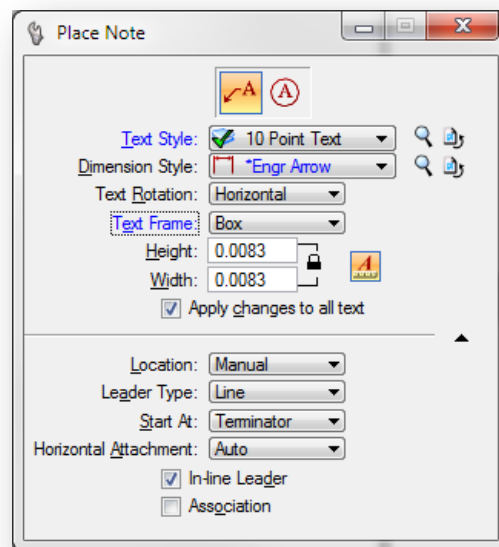 Place Note
A A
Text Style: 10 Point Text
Dimension Style: *Engr Arrow
Text Rotation: Horizontal
Text Frame: Box
Height: 0.0083
Width: 0.0083
A
Apply changes to all text
Location: Manual
Leader Type: Line
Start At: Terminator
Horizontal Attachment: Auto
In-line Leader
Association